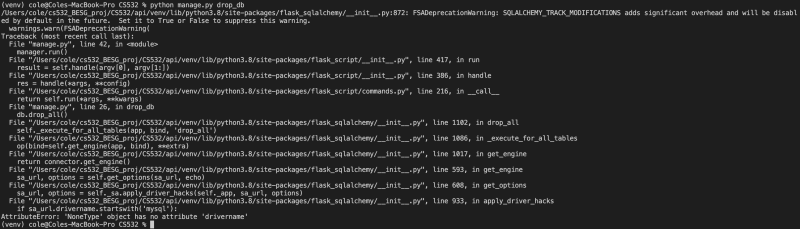 (venv) cole@Coles-MacBook-Pro CS532 % python manage.py drop_db
/Users/cole/cs532_BESG_proj/CS532/api/venv/lib/python3.8/site-packages/flask_sqlalchemy/__init__.py:872: FSADeprecationWarning: SQLALCHEMY_TRACK_MODIFICATIONS adds significant overhead and will be disabl
ed by default in the future.  Set it to True or False to suppress this warning.
  warnings.warn(FSADeprecationWarning(
Traceback (most recent call last):
  File "manage.py", line 42, in <module>
    manager.run()
  File "/Users/cole/cs532_BESG_proj/CS532/api/venv/lib/python3.8/site-packages/flask_script/__init__.py", line 417, in run
    result = self.handle(argv[0], argv[1:])
  File "/Users/cole/cs532_BESG_proj/CS532/api/venv/lib/python3.8/site-packages/flask_script/__init__.py", line 386, in handle
    res = handle(*args, **config)
  File "/Users/cole/cs532_BESG_proj/CS532/api/venv/lib/python3.8/site-packages/flask_script/commands.py", line 216, in __call__
    return self.run(*args, **kwargs)
  File "manage.py", line 26, in drop_db
    db.drop_all()
  File "/Users/cole/cs532_BESG_proj/CS532/api/venv/lib/python3.8/site-packages/flask_sqlalchemy/__init__.py", line 1102, in drop_all
    self._execute_for_all_tables(app, bind, 'drop_all')
  File "/Users/cole/cs532_BESG_proj/CS532/api/venv/lib/python3.8/site-packages/flask_sqlalchemy/__init__.py", line 1086, in _execute_for_all_tables
    op(bind=self.get_engine(app, bind), **extra)
  File "/Users/cole/cs532_BESG_proj/CS532/api/venv/lib/python3.8/site-packages/flask_sqlalchemy/__init__.py", line 1017, in get_engine
    return connector.get_engine()
  File "/Users/cole/cs532_BESG_proj/CS532/api/venv/lib/python3.8/site-packages/flask_sqlalchemy/__init__.py", line 593, in get_engine
    sa_url, options = self.get_options(sa_url, echo)
  File "/Users/cole/cs532_BESG_proj/CS532/api/venv/lib/python3.8/site-packages/flask_sqlalchemy/__init__.py", line 608, in get_options
    sa_url, options = self._sa.apply_driver_hacks(self._app, sa_url, options)
  File "/Users/cole/cs532_BESG_proj/CS532/api/venv/lib/python3.8/site-packages/flask_sqlalchemy/__init__.py", line 933, in apply_driver_hacks
    if sa_url.drivername.startswith('mysql'):
AttributeError: 'NoneType' object has no attribute 'drivername'
(venv) cole@Coles-MacBook-Pro CS532 %